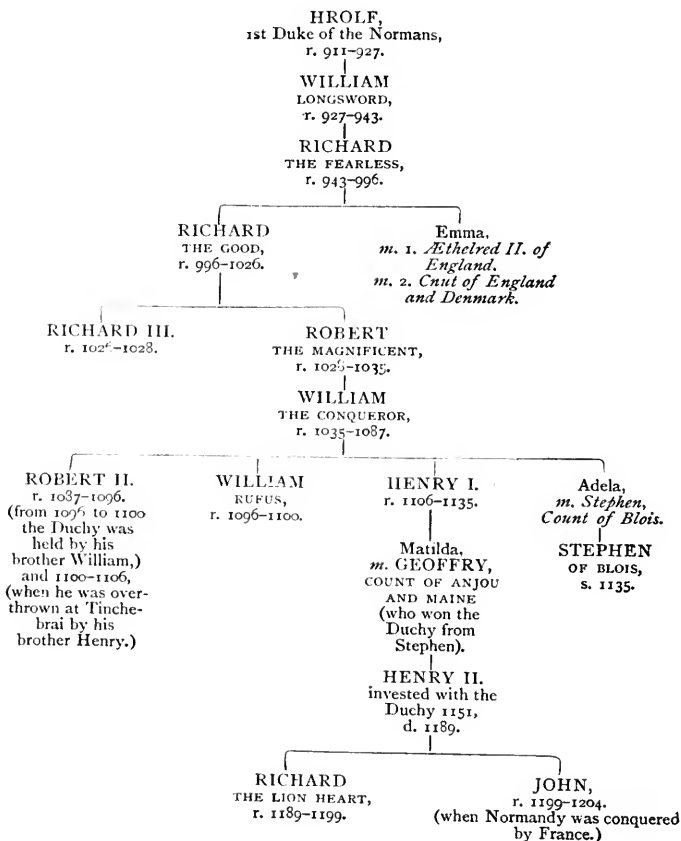 HROLF,
1st Duke of the Normans,
r. 911–927.
WILLIAM
LONGSWORD,
r. 927–943.
RICHARD
THE FEARLESS,
r. 943–996.
RICHARD
THE GOOD,
r. 996–1026.
Emma,
m. 1. Æthelred II. of
England.
m. 2. Cnut of England
and Denmark.
RICHARD III.
r. 1026–1028.
ROBERT
THE MAGNIFICENT,
r. 1028–1035.
WILLIAM
THE CONQUEROR,
r. 1035–1087.
ROBERT II.
r. 1087–1096.
(from 1096 to 1100
the Duchy was
held by his
brother William,)
and 1100–1106,
(when he was over-
thrown at Tinche-
brai by his
brother Henry.)
WILLIAM
RUFUS,
r. 1096–1100.
HENRY I.
r. 1106–1135.
Matilda,
m. GEOFFRY,
COUNT OF ANJOU
AND MAINE
(who won the
Duchy from
Stephen).
HENRY II.
invested with the
Duchy 1151,
d. 1189.
Adela,
m. Stephen,
Count of Blois.
STEPHEN
OF BLOIS,
s. 1135.
RICHARD
THE LION HEART,
r. 1189–1199.
JOHN,
r. 1199–1204.
(when Normandy was conquered
by France.)